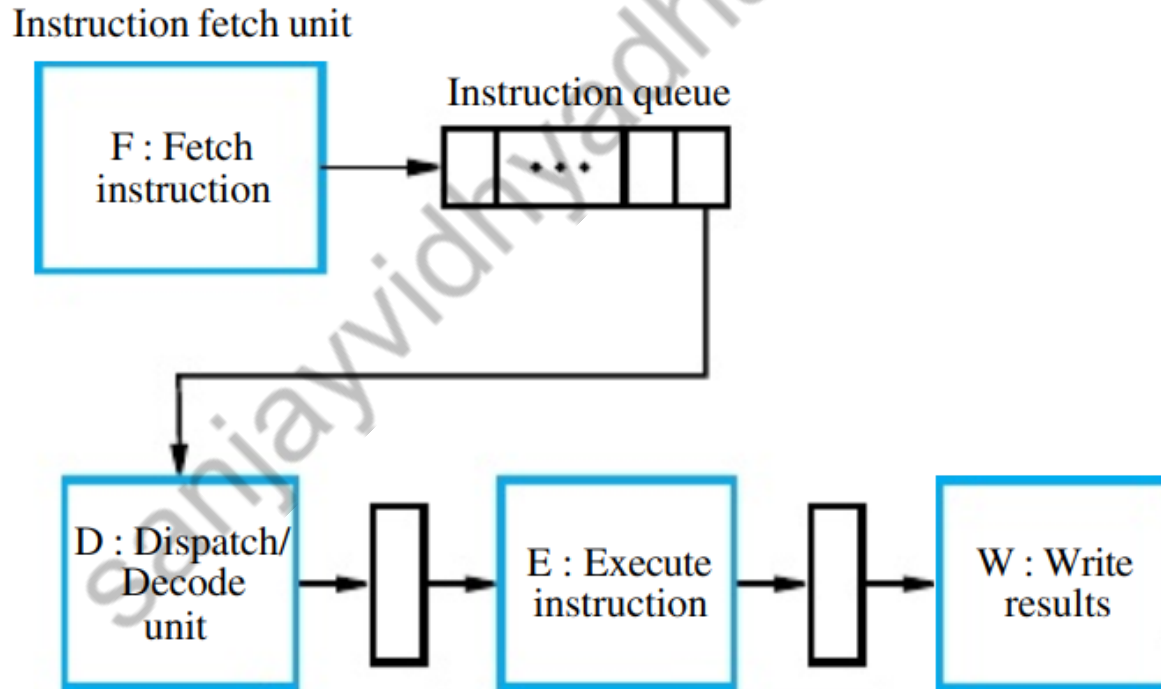 Instruction fetch unit
F : Fetch
instruction
Instruction queue
D : Dispatch/
Decode
unit
E : Execute
instruction
W : Write
results